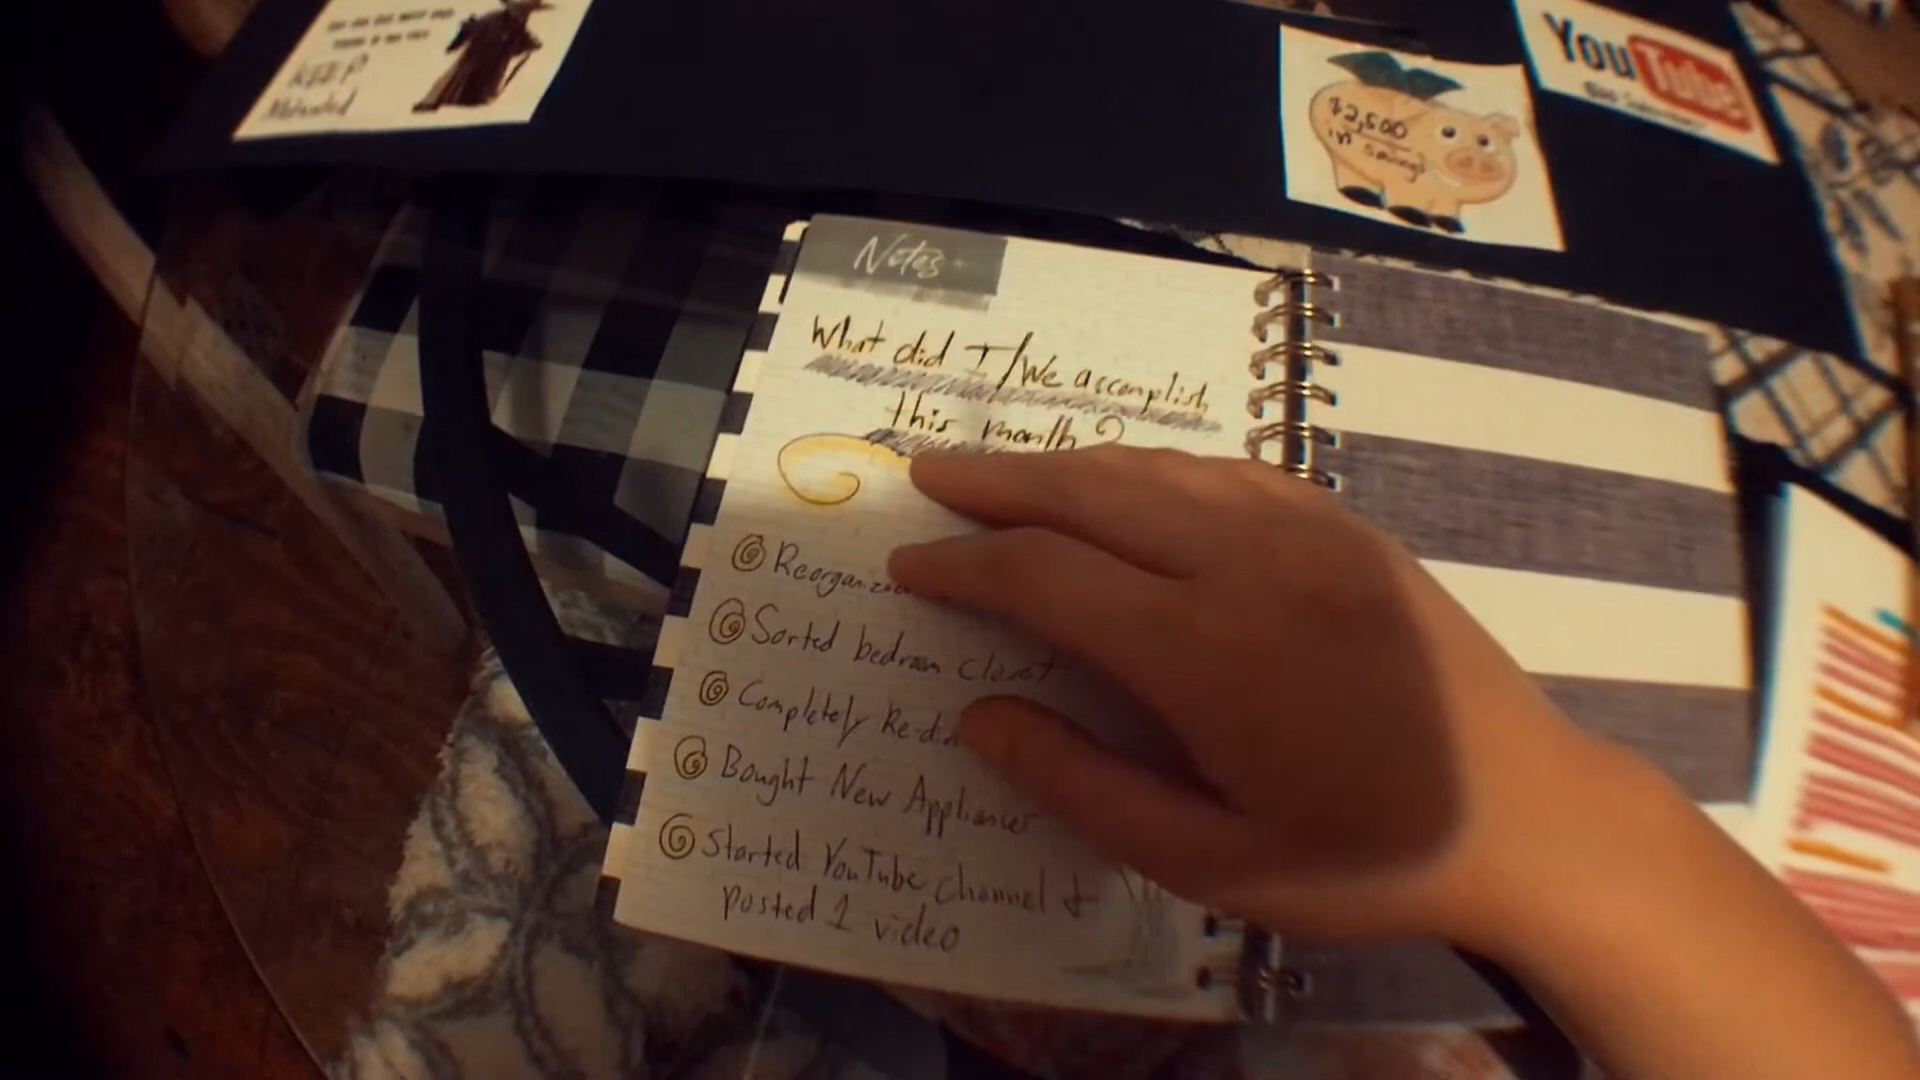 KEEP
Motivated
$2,500
in savings
YouTube
Notes
What did I/We accomplish
this month?
Reorganized
Sorted bedroom closet
Completely Re-din
Bought New Appliances
Started YouTube channel &
posted 1 video